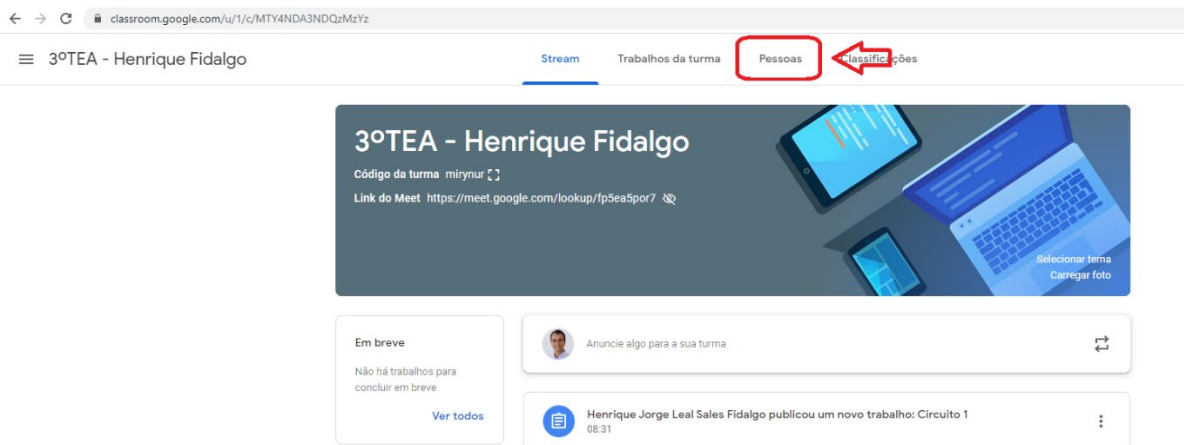 classroom.google.com/u/1/c/MTY4NDA3NDQzMzYz
3ºTEA - Henrique Fidalgo
Stream Trabalhos da turma Pessoas Classificações
3ºTEA - Henrique Fidalgo
Código da turma mirynur
Link do Meet https://meet.google.com/lookup/fp5ea5por7
Selecionar tema
Carregar foto
Em breve
Não há trabalhos para
concluir em breve
Ver todos
Anuncie algo para a sua turma
Henrique Jorge Leal Sales Fidalgo publicou um novo trabalho: Circuito 1
08:31